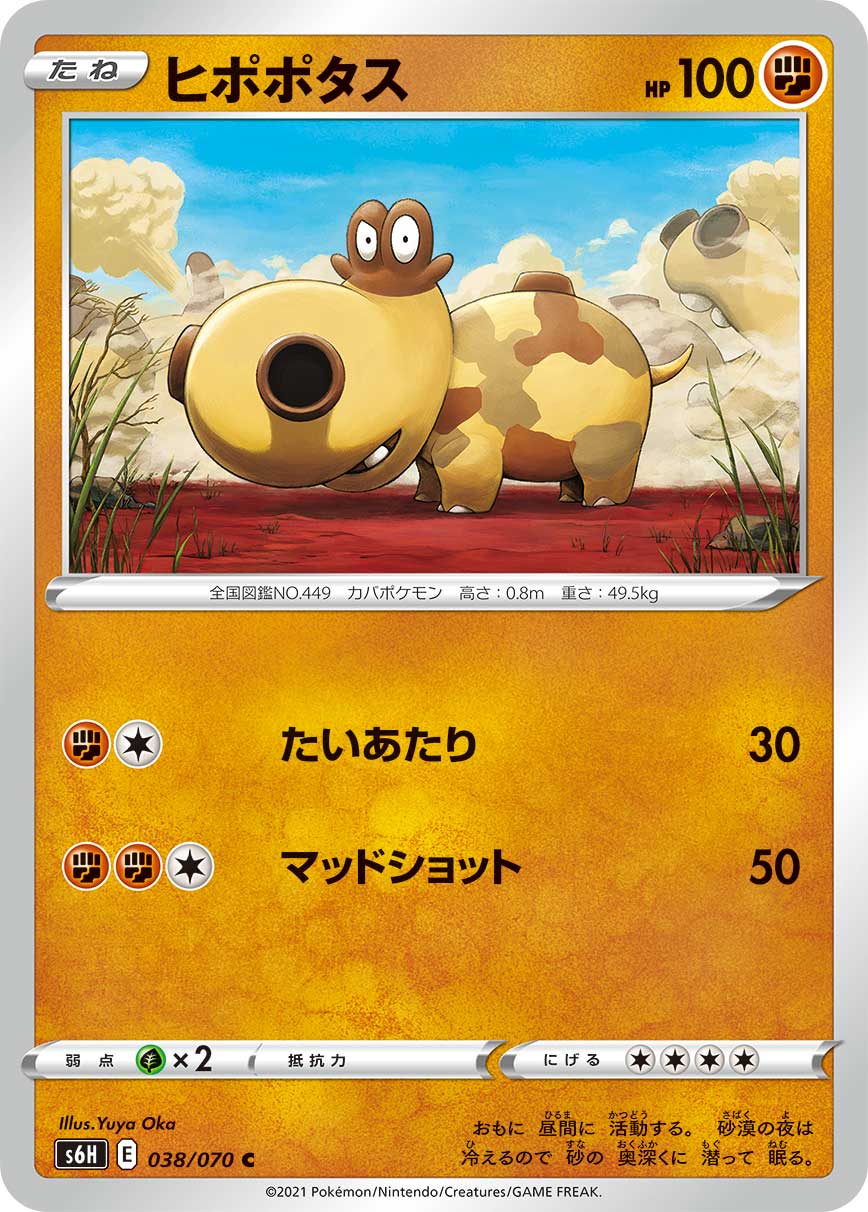 たね ヒポポタス HP 100
全国図鑑NO.449 カバポケモン 高さ:0.8m 重さ:49.5kg
たいあたり 30
マッドショット 50
弱点 ×2 抵抗力 にげる
Illus.Yuya Oka
s6H E 038/070 C
おもに 昼間に 活動する。 砂漠の夜は
冷えるので 砂の 奥深くに 潜って 眠る。
©2021 Pokémon/Nintendo/Creatures/GAME FREAK.